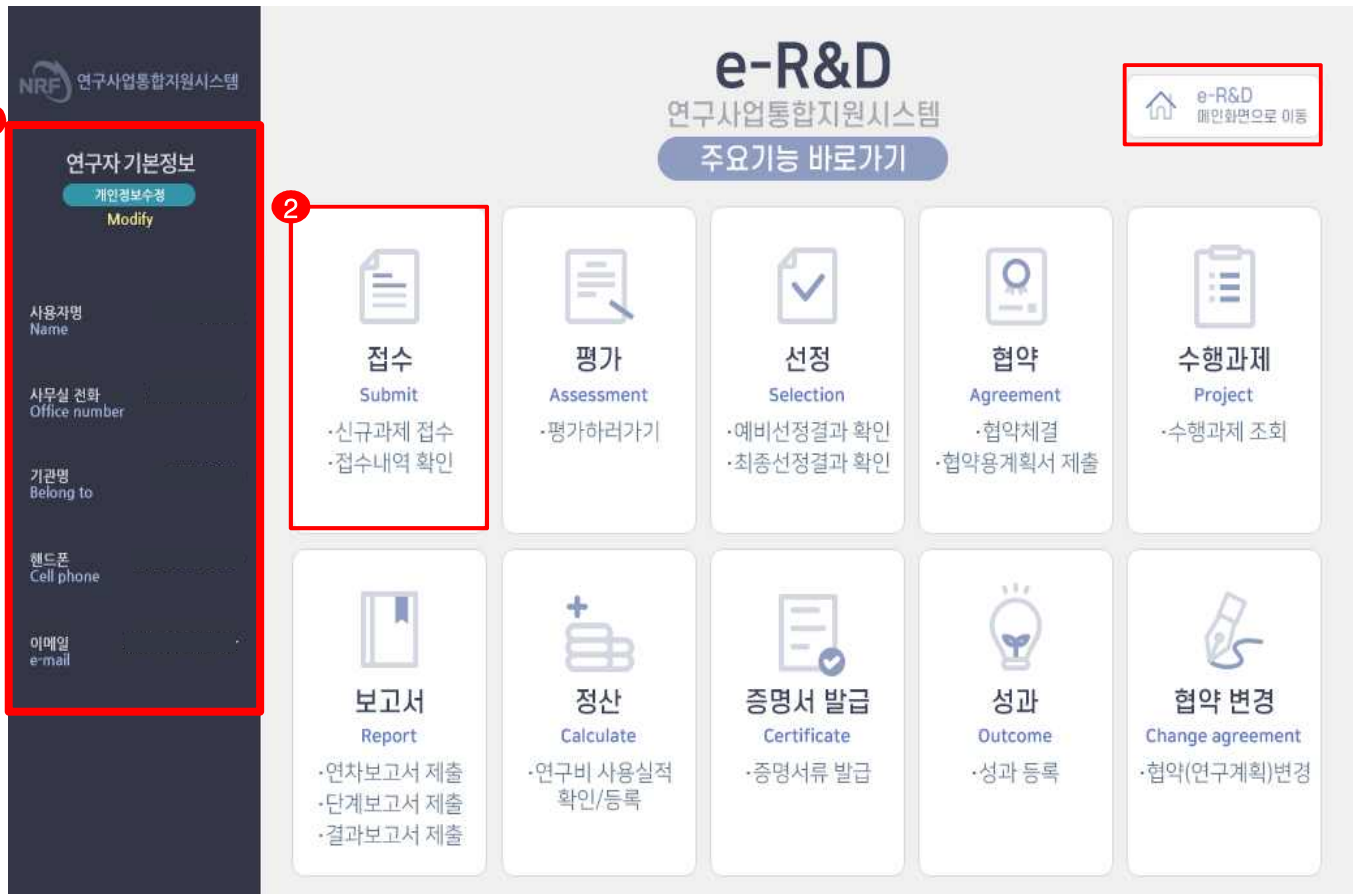 NRF 연구사업통합지원시스템
연구자 기본정보
개인정보수정
Modify
사용자명
Name
사무실 전화
Office number
기관명
Belong to
핸드폰
Cell phone
이메일
e-mail
e-R&D
연구사업통합지원시스템
주요기능 바로가기
e-R&D
메인화면으로 이동
2
접수
Submit
·신규과제 접수
·접수내역 확인
평가
Assessment
·평가하러가기
선정
Selection
·예비선정결과 확인
·최종선정결과 확인
협약
Agreement
·협약체결
·협약용계획서 제출
수행과제
Project
·수행과제 조회
보고서
Report
·연차보고서 제출
·단계보고서 제출
·결과보고서 제출
정산
Calculate
·연구비 사용실적
확인/등록
증명서 발급
Certificate
·증명서류 발급
성과
Outcome
·성과 등록
협약 변경
Change agreement
·협약(연구계획)변경